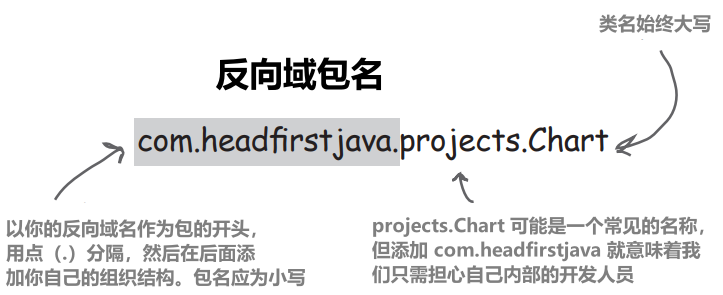 类名始终大写
反向域包名
com.headfirstjava.projects.Chart
以你的反向域名作为包的开头，
用点（.）分隔，然后在后面添
加你自己的组织结构。包名应为小写
projects.Chart 可能是一个常见的名称，
但添加 com.headfirstjava 就意味着我
们只需担心自己内部的开发人员